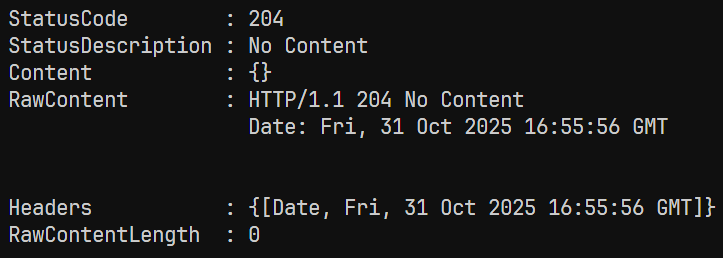 StatusCode        : 204
StatusDescription : No Content
Content           : {}
RawContent        : HTTP/1.1 204 No Content
                    Date: Fri, 31 Oct 2025 16:55:56 GMT
Headers           : {[Date, Fri, 31 Oct 2025 16:55:56 GMT]}
RawContentLength  : 0